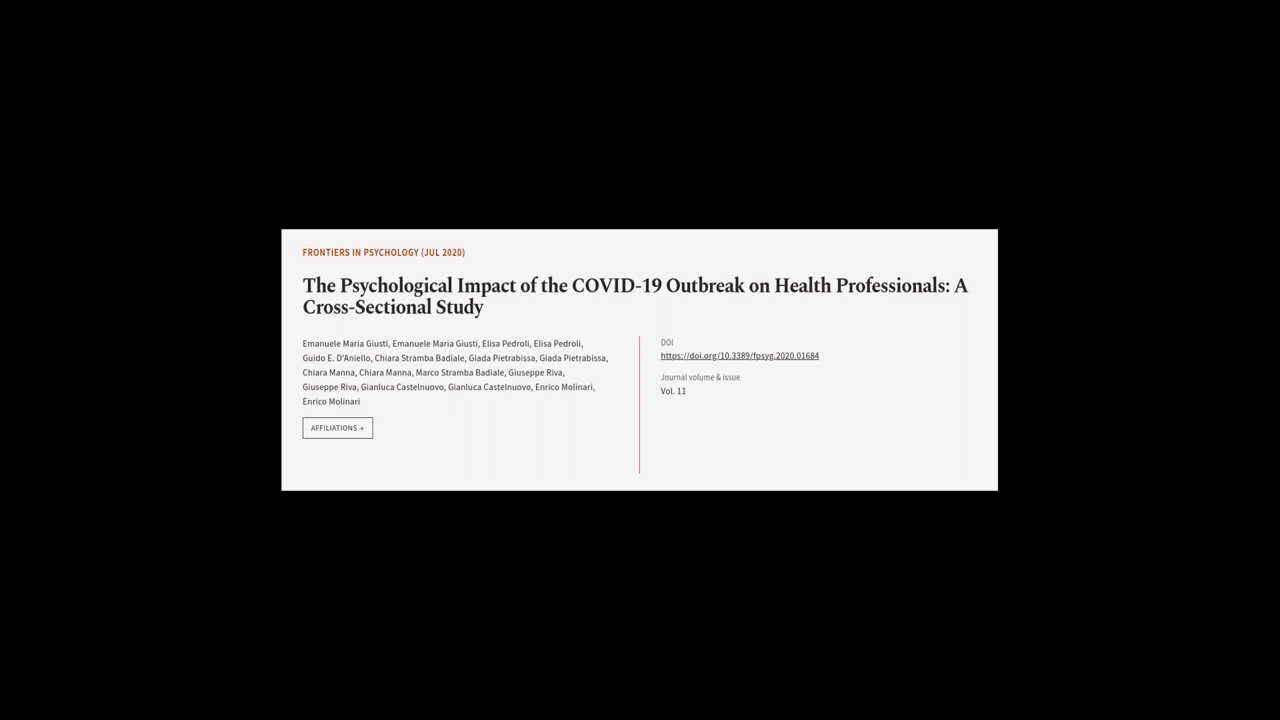 FRONTIERS IN PSYCHOLOGY (JUL 2020)
The Psychological Impact of the COVID-19 Outbreak on Health Professionals: A
Cross-Sectional Study
Emanuele Maria Giusti, Emanuele Maria Giusti, Elisa Pedroli, Elisa Pedroli,
Guido E. D'Aniello, Chiara Stramba Badiale, Giada Pietrabissa, Giada Pietrabissa,
Chiara Manna, Chiara Manna, Marco Stramba Badiale, Giuseppe Riva,
Giuseppe Riva, Gianluca Castelnuovo, Gianluca Castelnuovo, Enrico Molinari,
Enrico Molinari
AFFILIATIONS +
DOI
https://doi.org/10.3389/fpsyg.2020.01684
Journal volume & issue
Vol. 11